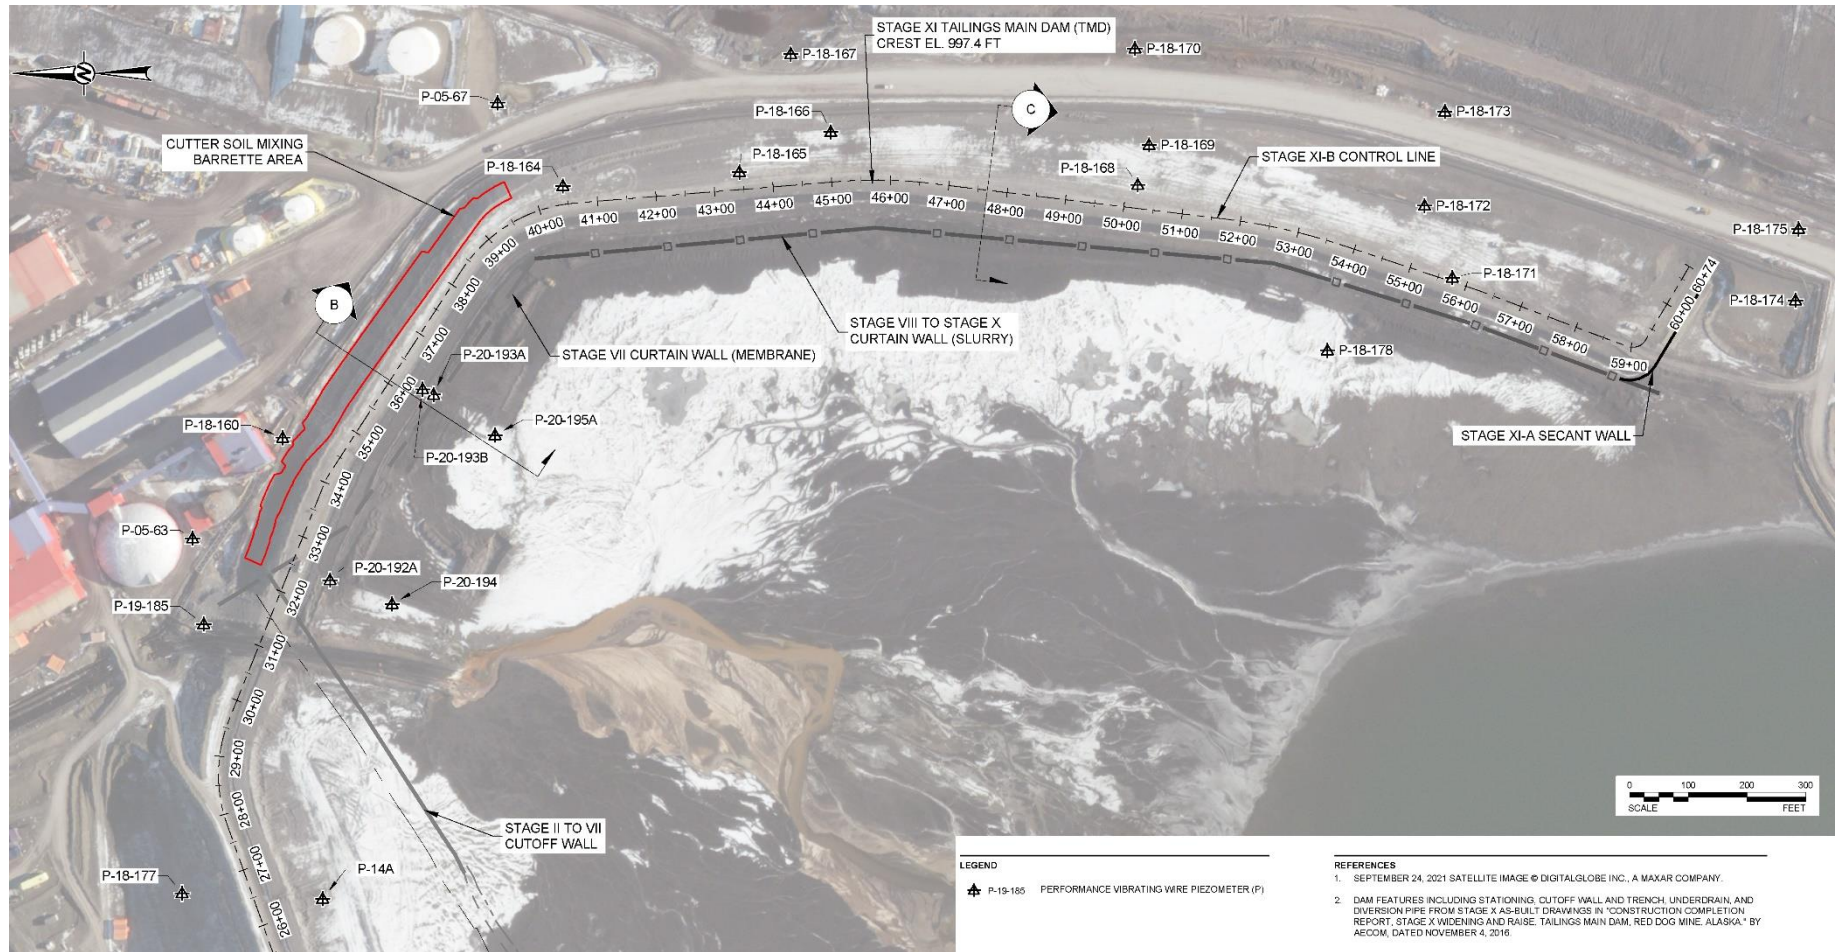 N
STAGE XI TAILINGS MAIN DAM (TMD)
CREST EL. 997.4 FT
P-18-167
P-18-170
P-05-67
P-18-166
C
P-18-173
CUTTER SOIL MIXING
BARRETTE AREA
P-18-165
P-18-169
P-18-164
P-18-168
STAGE XI-B CONTROL LINE
P-18-172
P-18-175
P-18-171
P-18-174
B
STAGE VIII TO STAGE X
CURTAIN WALL (SLURRY)
STAGE VII CURTAIN WALL (MEMBRANE)
P-18-178
P-20-193A
P-18-160
P-20-195A
P-20-193B
STAGE XI-A SECANT WALL
P-05-63
P-20-192A
P-20-194
P-19-185
STAGE II TO VII
CUTOFF WALL
P-18-177
P-14A
26+00
27+00
28+00
29+00
30+00
31+00
32+00
33+00
34+00
35+00
36+00
37+00
38+00
39+00
40+00
41+00
42+00
43+00
44+00
45+00
46+00
47+00
48+00
49+00
50+00
51+00
52+00
53+00
54+00
55+00
56+00
57+00
58+00
59+00
60+00
60+74
0 100 200 300
SCALE FEET
LEGEND
P-19-185 PERFORMANCE VIBRATING WIRE PIEZOMETER (P)
REFERENCES
1. SEPTEMBER 24, 2021 SATELLITE IMAGE © DIGITALGLOBE INC., A MAXAR COMPANY.
2. DAM FEATURES INCLUDING STATIONING, CUTOFF WALL AND TRENCH, UNDERDRAIN, AND
DIVERSION PIPE FROM STAGE X AS-BUILT DRAWINGS IN "CONSTRUCTION COMPLETION
REPORT, STAGE X WIDENING AND RAISE, TAILINGS MAIN DAM, RED DOG MINE, ALASKA." BY
AECOM, DATED NOVEMBER 4, 2016.